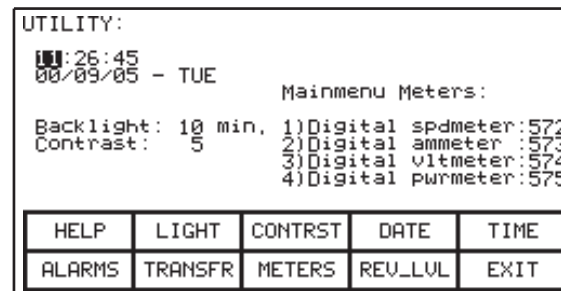 UTILITY:
11:26:45
00/09/05 - TUE
Mainmenu Meters:
Backlight: 10 min. 1)Digital spdmeter:572
Contrast: 5 2)Digital ammeter :573
3)Digital vltmeter:574
4)Digital pwrmeter:575
HELP LIGHT CONTRST DATE TIME
ALARMS TRANSFR METERS REV_LVL EXIT